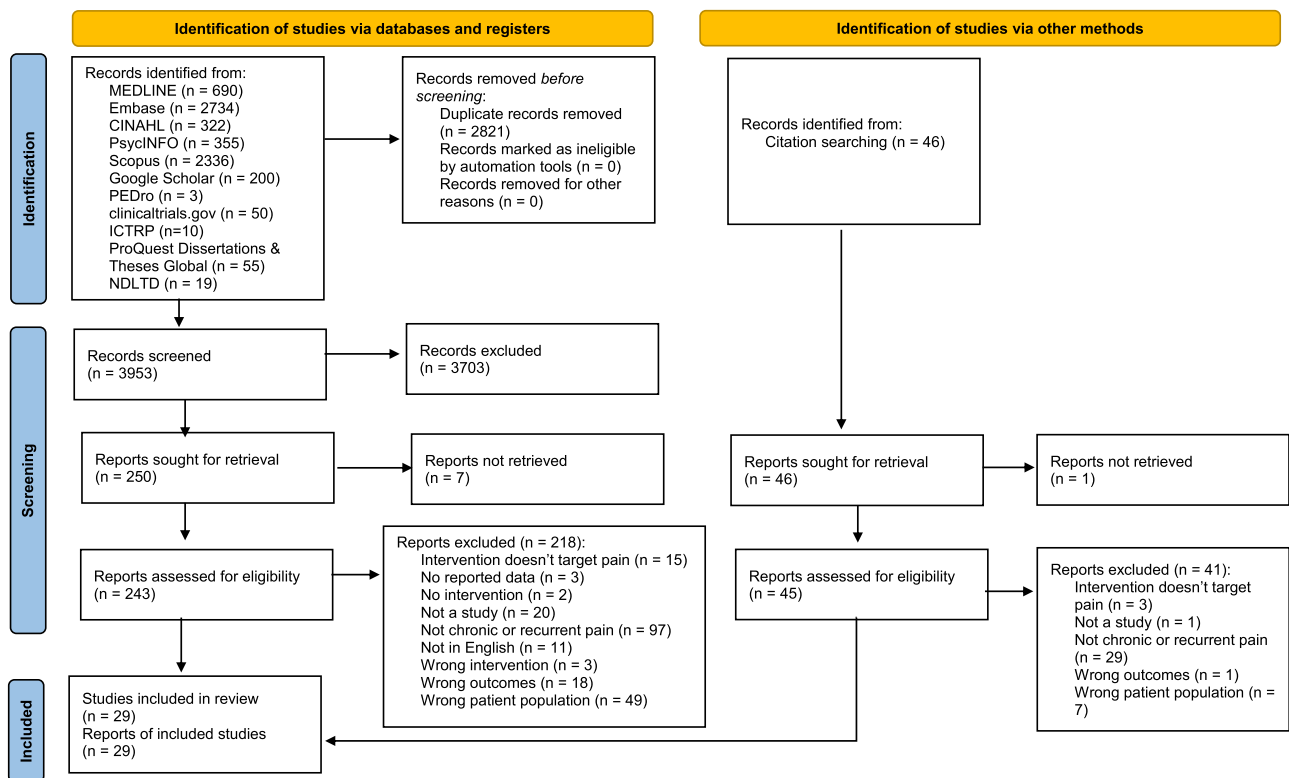 Identification of studies via databases and registers
Identification of studies via other methods
Identification
Records identified from:
MEDLINE (n = 690)
Embase (n = 2734)
CINAHL (n = 322)
PsycINFO (n = 355)
Scopus (n = 2336)
Google Scholar (n = 200)
PEDro (n = 3)
clinicaltrials.gov (n = 50)
ICTRP (n=10)
ProQuest Dissertations &
Theses Global (n = 55)
NDLTD (n = 19)
Records removed before
screening:
Duplicate records removed
(n = 2821)
Records marked as ineligible
by automation tools (n = 0)
Records removed for other
reasons (n = 0)
Records identified from:
Citation searching (n = 46)
Screening
Records screened
(n = 3953)
Records excluded
(n = 3703)
Reports sought for retrieval
(n = 250)
Reports not retrieved
(n = 7)
Reports sought for retrieval
(n = 46)
Reports not retrieved
(n = 1)
Reports assessed for eligibility
(n = 243)
Reports excluded (n = 218):
Intervention doesn't target pain (n = 15)
No reported data (n = 3)
No intervention (n = 2)
Not a study (n = 20)
Not chronic or recurrent pain (n = 97)
Not in English (n = 11)
Wrong intervention (n = 3)
Wrong outcomes (n = 18)
Wrong patient population (n = 49)
Reports assessed for eligibility
(n = 45)
Reports excluded (n = 41):
Intervention doesn't target
pain (n = 3)
Not a study (n = 1)
Not chronic or recurrent pain
(n = 29)
Wrong outcomes (n = 1)
Wrong patient population (n =
7)
Included
Studies included in review
(n = 29)
Reports of included studies
(n = 29)